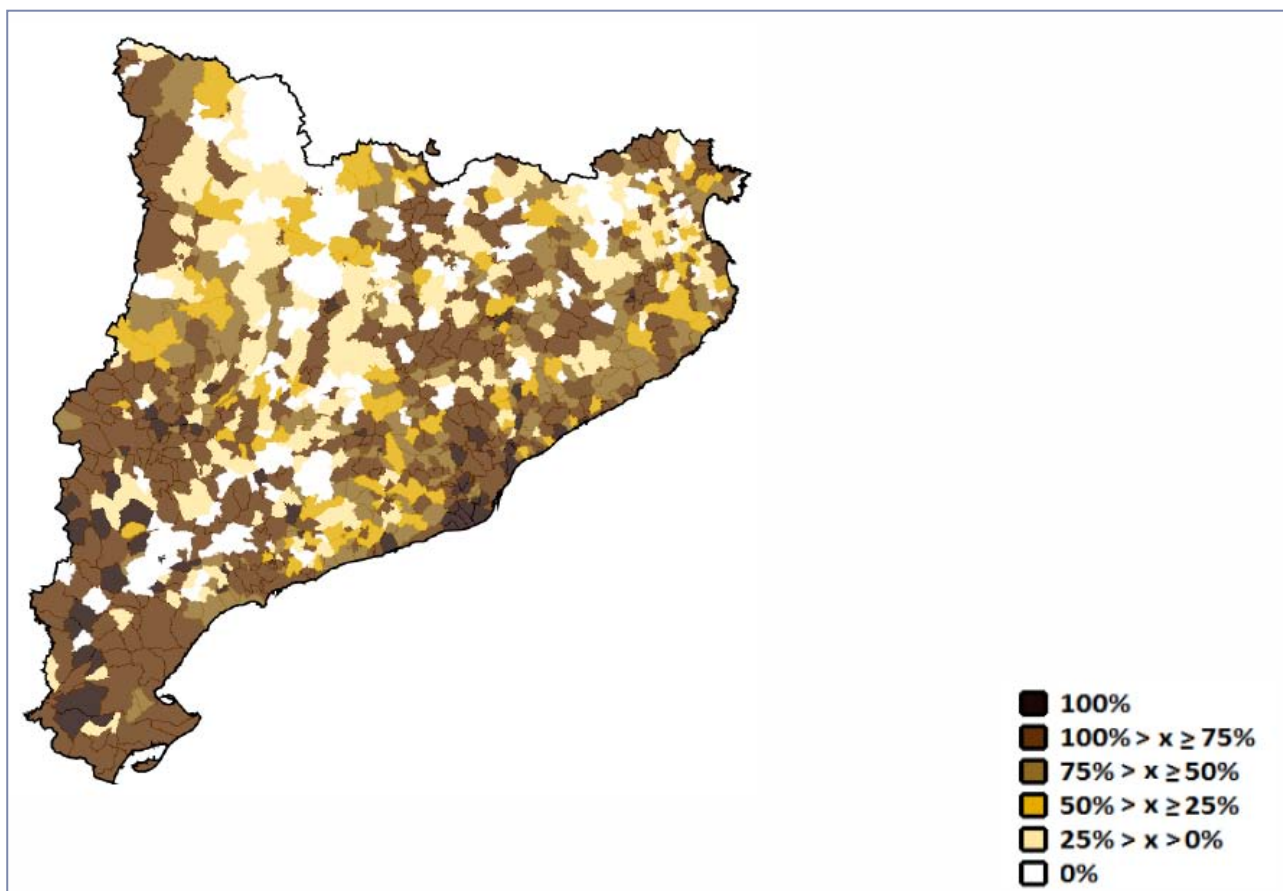 100%
100% > x ≥ 75%
75% > x ≥ 50%
50% > x ≥ 25%
25% > x > 0%
0%